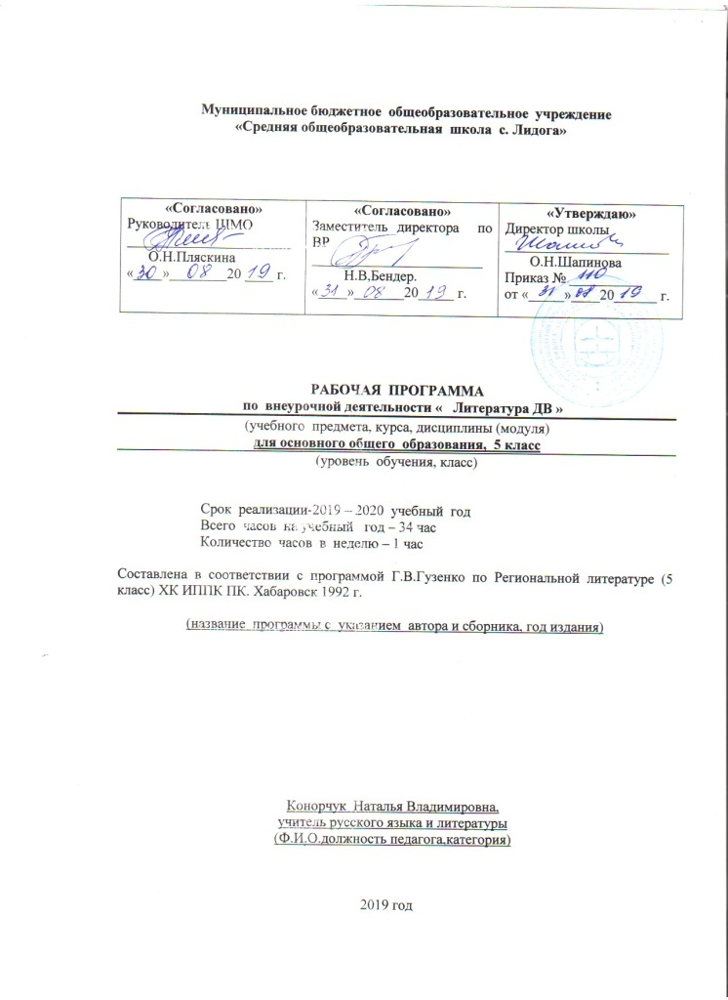 Муниципальное бюджетное общеобразовательное учреждение
«Средняя общеобразовательная школа с. Лидога»
«Согласовано»
Руководитель ШМО
О.Н.Пляскина
«30» 08 2019 г.
«Согласовано»
Заместитель директора по
ВР
Н.В,Бендер.
«31» 08 2019 г.
«Утверждаю»
Директор школы
О.Н.Шапинова
Приказ № 110
от «31» 08 2019 г.
РАБОЧАЯ ПРОГРАММА
по внеурочной деятельности « Литература ДВ »
(учебного предмета, курса, дисциплины (модуля)
для основного общего образования, 5 класс
(уровень обучения, класс)
Срок реализации-2019 – 2020 учебный год
Всего часов на учебный год – 34 час
Количество часов в неделю – 1 час
Составлена в соответствии с программой Г.В.Гузенко по Региональной литературе (5
класс) ХК ИППК ПК. Хабаровск 1992 г.
(название программы с указанием автора и сборника, год издания)
Конорчук Наталья Владимировна,
учитель русского языка и литературы
(Ф.И.О.должность педагога,категория)
2019 год